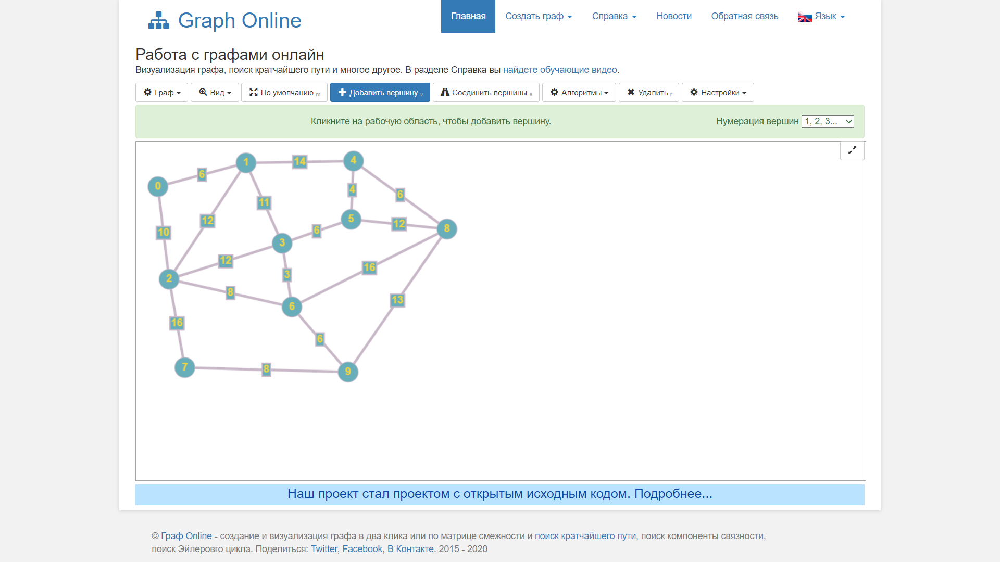 Graph Online
Главная
Создать граф
Справка
Новости
Обратная связь
Язык
Работа с графами онлайн
Визуализация графа, поиск кратчайшего пути и многое другое. В разделе Справка вы найдете обучающие видео.
Граф
Вид
По умолчанию m
Добавить вершину v
Соединить вершины e
Алгоритмы
Удалить r
Настройки
Кликните на рабочую область, чтобы добавить вершину.
Нумерация вершин 1, 2, 3...
1 14 4
6
0
4
6
11
12
5
12
8
10
6
3
12
16
3
2
8
13
6
16
6
7
8
9
Наш проект стал проектом с открытым исходным кодом. Подробнее...
© Граф Online - создание и визуализация графа в два клика или по матрице смежности и поиск кратчайшего пути, поиск компоненты связности,
поиск Эйлеровго цикла. Поделиться: Twitter, Facebook, В Контакте. 2015 - 2020